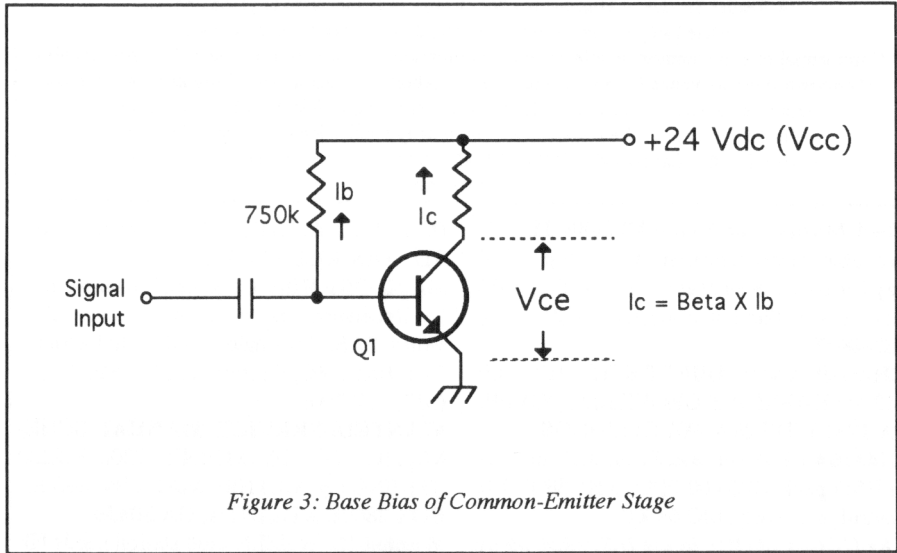 +24 Vdc (Vcc)
Ib
750k
Ic
Signal
Input
Vce
Ic = Beta X Ib
Q1
Figure 3: Base Bias of Common-Emitter Stage